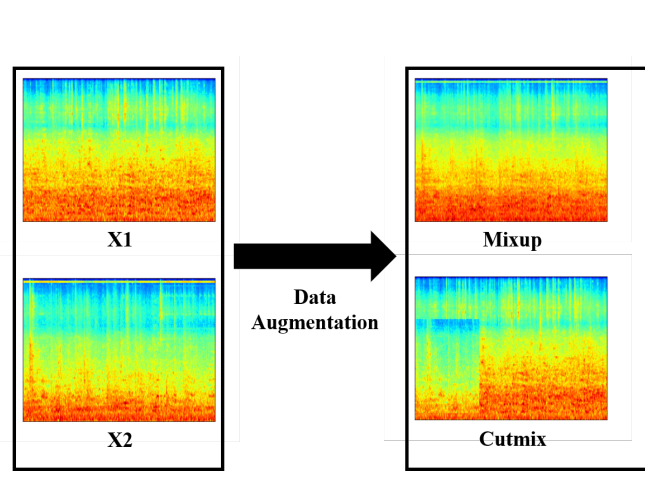 X1
X2
Data
Augmentation
Mixup
Cutmix